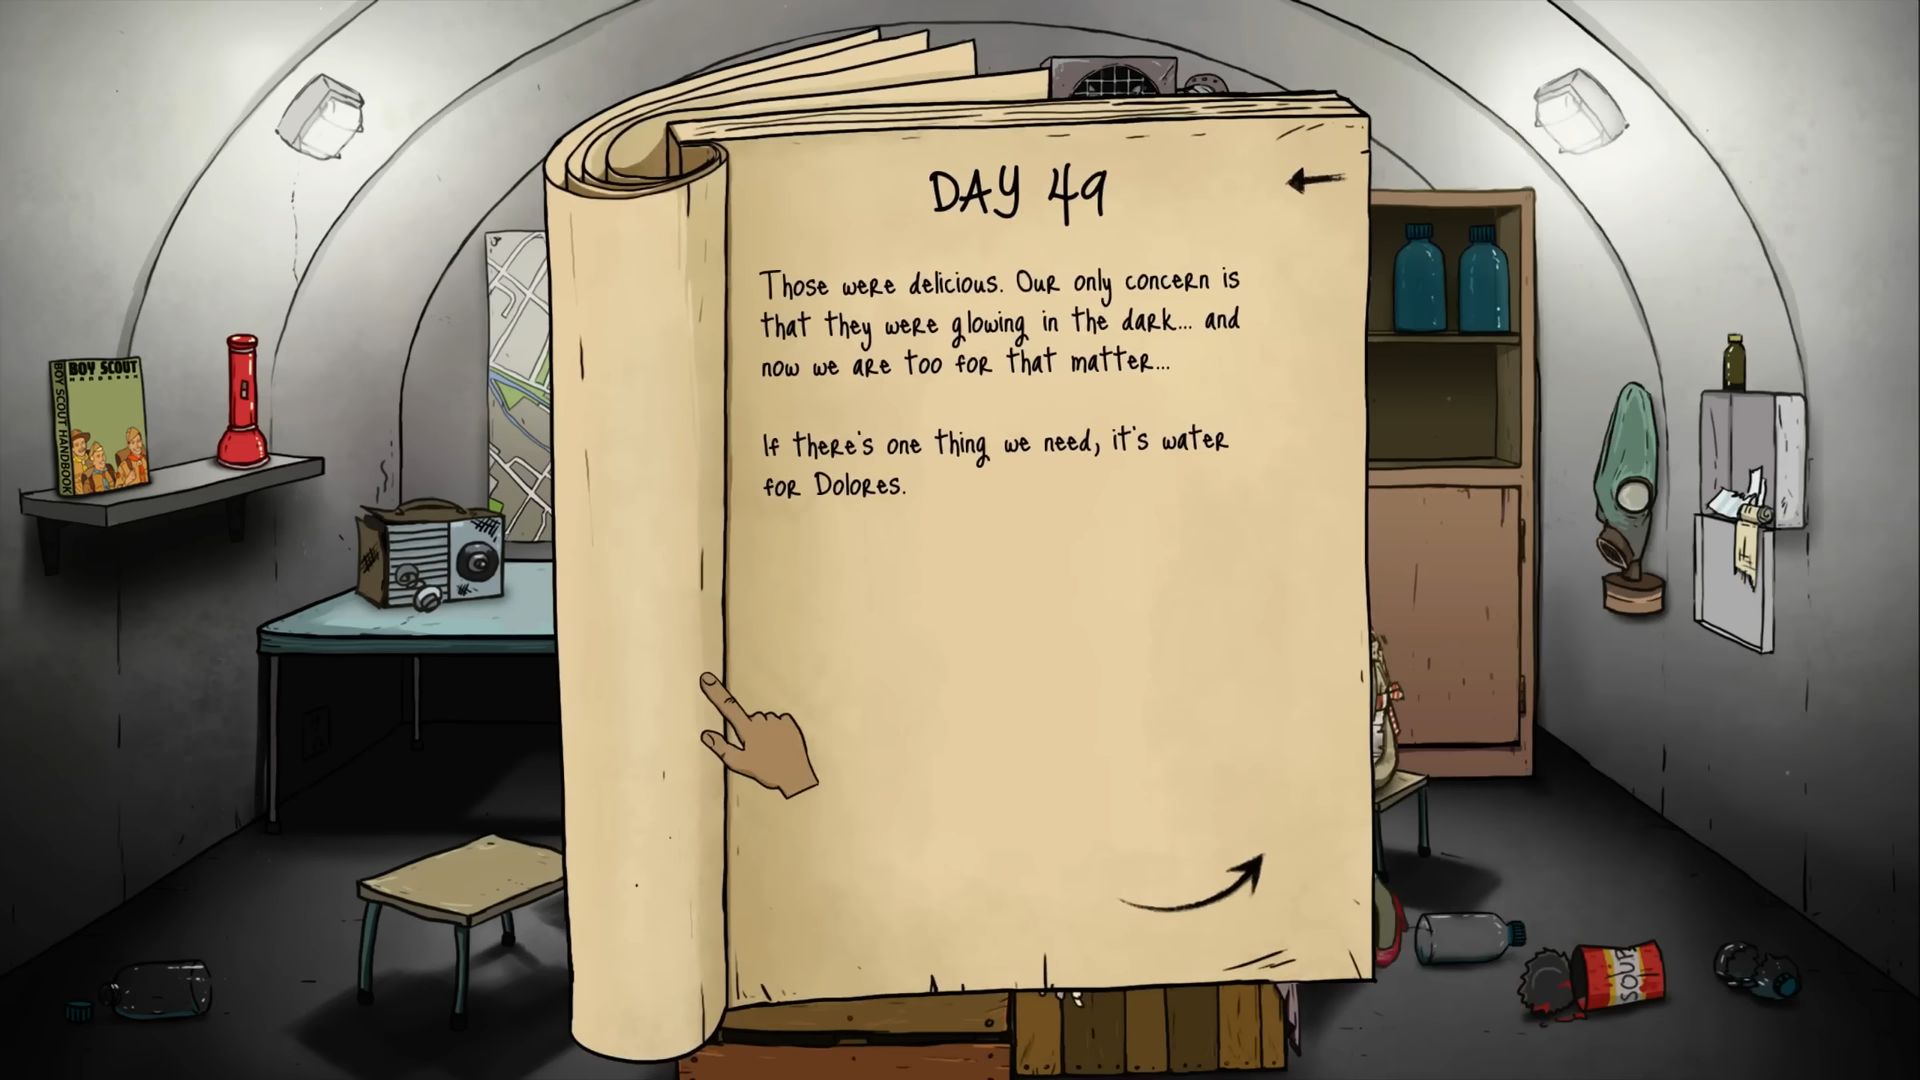 DAY 49
Those were delicious. Our only concern is
that they were glowing in the dark... and
now we are too for that matter...
If there's one thing we need, it's water
for Dolores.
BOY SCOUT
HANDBOOK
BOY SCOUT HANDBOOK
SOUP